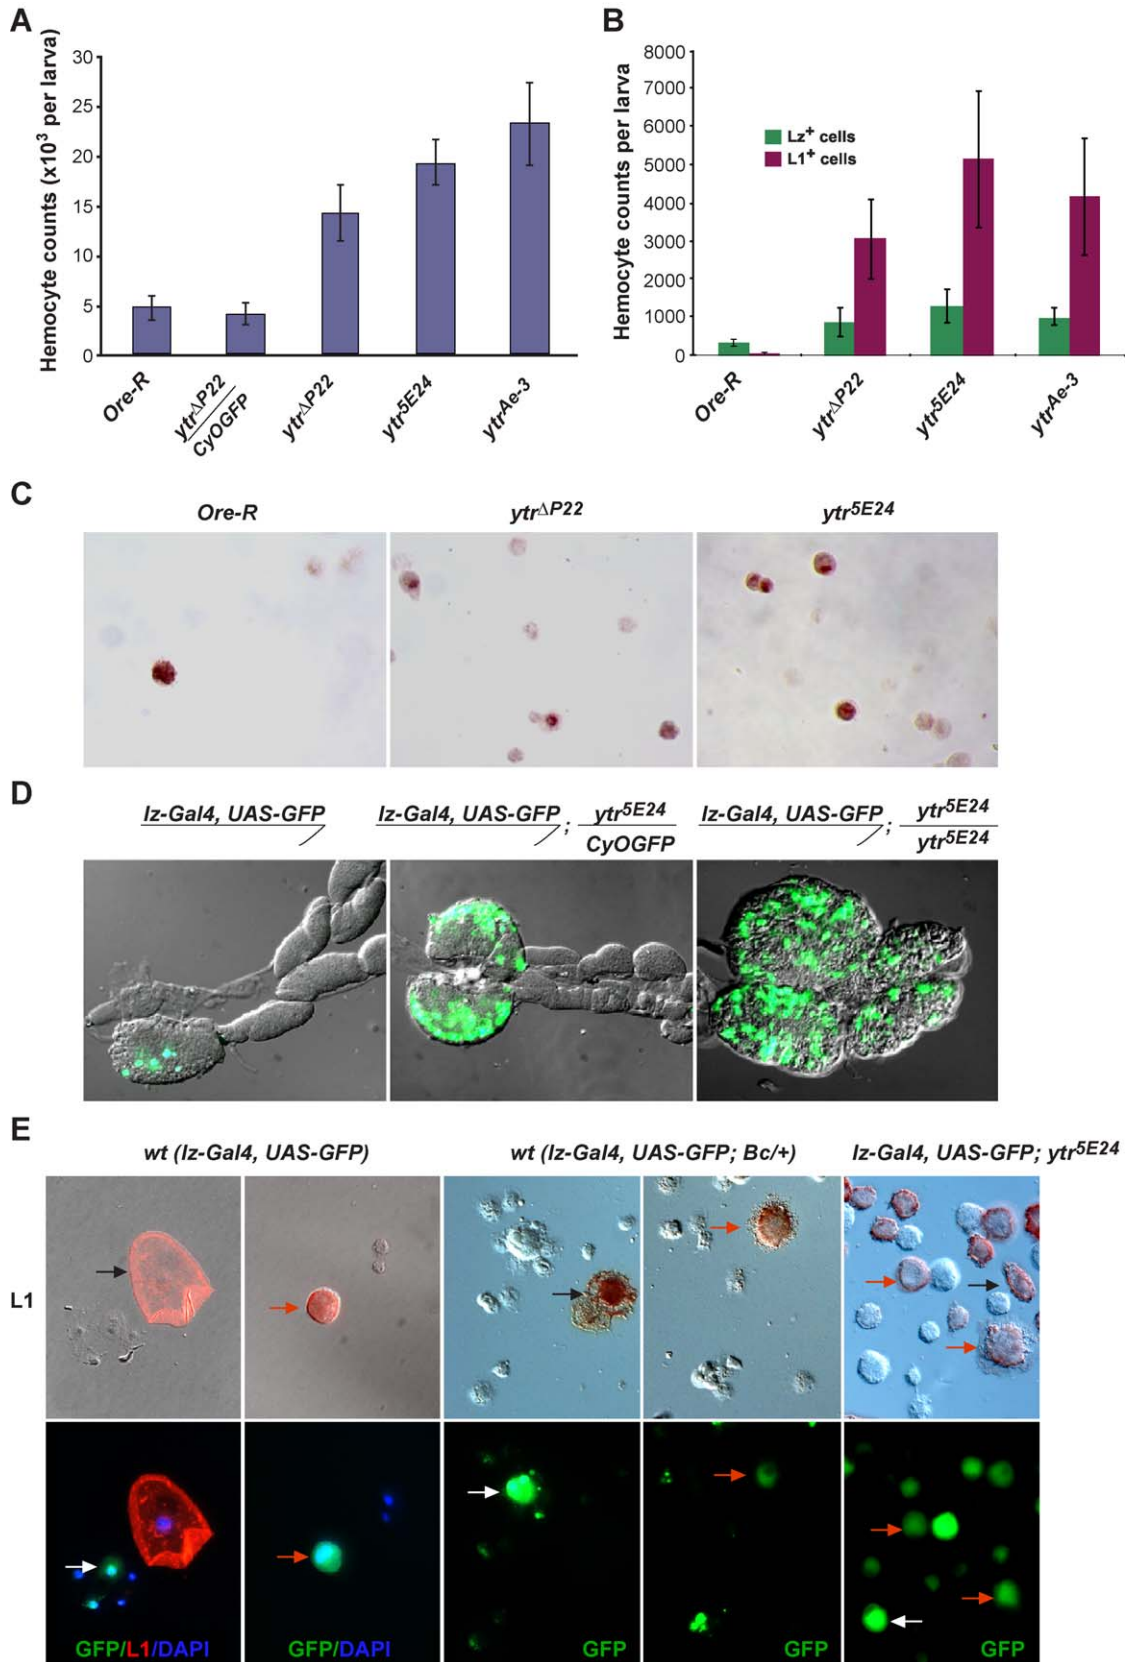 A
Hemocyte counts (x10³ per larva)
30
25
20
15
10
5
0
Ore-R
ytrΔP22
CyOGFP
ytrΔP22
ytr5E24
ytrAe-3
B
Hemocyte counts per larva
8000
7000
6000
5000
4000
3000
2000
1000
0
Lz+ cells
L1+ cells
Ore-R
ytrΔP22
ytr5E24
ytrAe-3
C
Ore-R
ytrΔP22
ytr5E24
D
lz-Gal4, UAS-GFP
lz-Gal4, UAS-GFP ; ytr5E24
CyOGFP
lz-Gal4, UAS-GFP ; ytr5E24
ytr5E24
E
wt (lz-Gal4, UAS-GFP)
wt (lz-Gal4, UAS-GFP; Bc/+)
lz-Gal4, UAS-GFP; ytr5E24
L1
GFP/L1/DAPI
GFP/DAPI
GFP
GFP
GFP